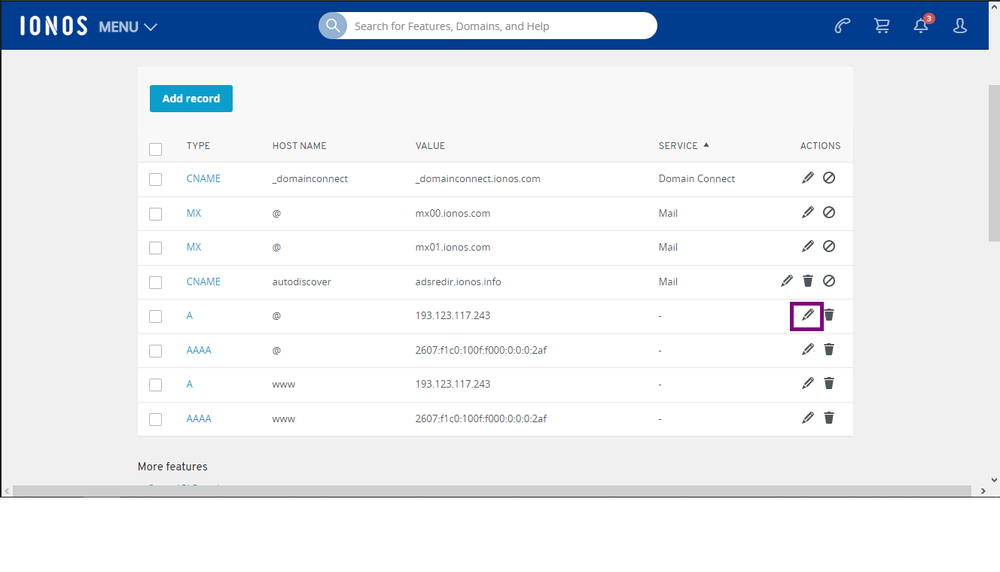 IONOS MENU Search for Features, Domains, and Help 3
Add record
TYPE HOST NAME VALUE SERVICE ACTIONS
CNAME _domainconnect _domainconnect.ionos.com Domain Connect
MX @ mx00.ionos.com Mail
MX @ mx01.ionos.com Mail
CNAME autodiscover adsredir.ionos.info Mail
A @ 193.123.117.243 -
AAAA @ 2607:f1c0:100f:f000:0:0:0:2af -
A www 193.123.117.243 -
AAAA www 2607:f1c0:100f:f000:0:0:0:2af -
More features